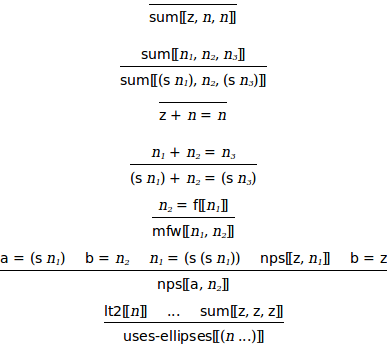 sum⟦z, n, n⟧
sum⟦n₁, n₂, n₃⟧
sum⟦(s n₁), n₂, (s n₃)⟧
z + n = n
n₁ + n₂ = n₃
(s n₁) + n₂ = (s n₃)
n₂ = f⟦n₁⟧
mfw⟦n₁, n₂⟧
a = (s n₁) b = n₂ n₁ = (s (s n₁)) nps⟦z, n₁⟧ b = z
nps⟦a, n₂⟧
lt2⟦n⟧ ... sum⟦z, z, z⟧
uses-ellipses⟦(n ...)⟧